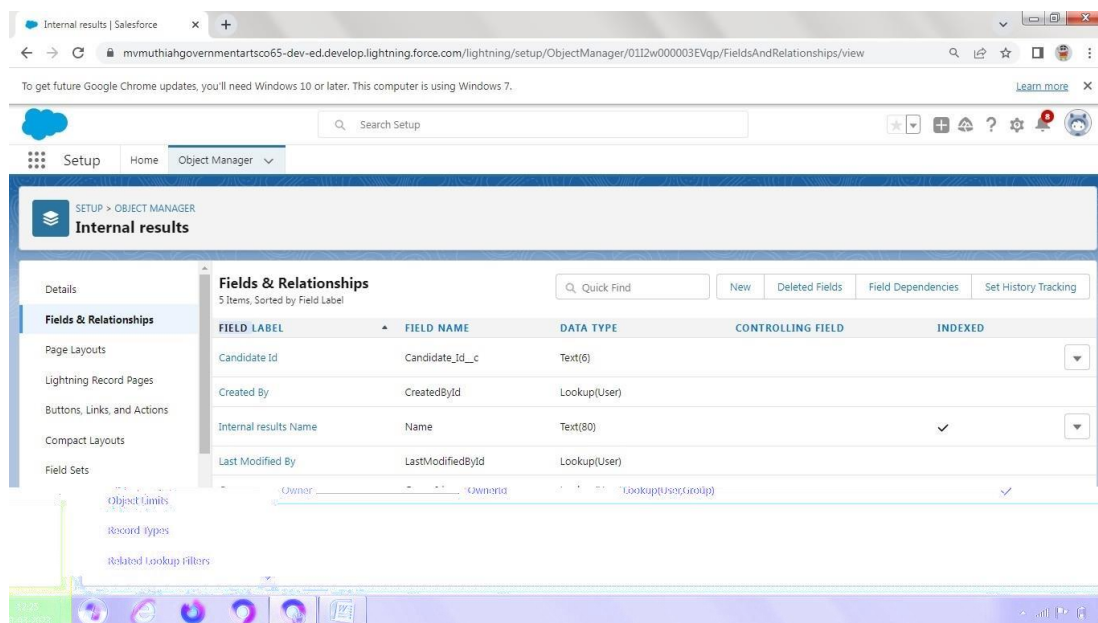 Internal results | Salesforce
mvmuthiahgovernmentartsco65-dev-ed.develop.lightning.force.com/lightning/setup/ObjectManager/01I2w000003EVqp/FieldsAndRelationships/view
To get future Google Chrome updates, you'll need Windows 10 or later. This computer is using Windows 7. Learn more
Search Setup
8
Setup Home Object Manager
SETUP > OBJECT MANAGER
Internal results
Details
Fields & Relationships
Page Layouts
Lightning Record Pages
Buttons, Links, and Actions
Compact Layouts
Field Sets
Object Limits
Record Types
Related Lookup Filters
Fields & Relationships
5 Items, Sorted by Field Label
Quick Find New Deleted Fields Field Dependencies Set History Tracking
FIELD LABEL FIELD NAME DATA TYPE CONTROLLING FIELD INDEXED
Candidate Id Candidate_Id__c Text(6)
Created By CreatedById Lookup(User)
Internal results Name Name Text(80)
Last Modified By LastModifiedById Lookup(User)
Owner OwnerId Lookup(User,Group)